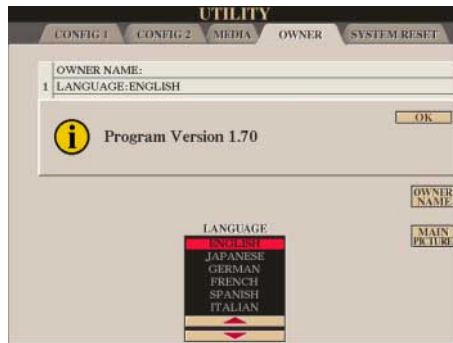 UTILITY
CONFIG 1 CONFIG 2 MEDIA OWNER SYSTEM RESET
OWNER NAME:
1 LANGUAGE:ENGLISH
OK
Program Version 1.70
OWNER
NAME
LANGUAGE
MAIN
PICTURE
ENGLISH
JAPANESE
GERMAN
FRENCH
SPANISH
ITALIAN